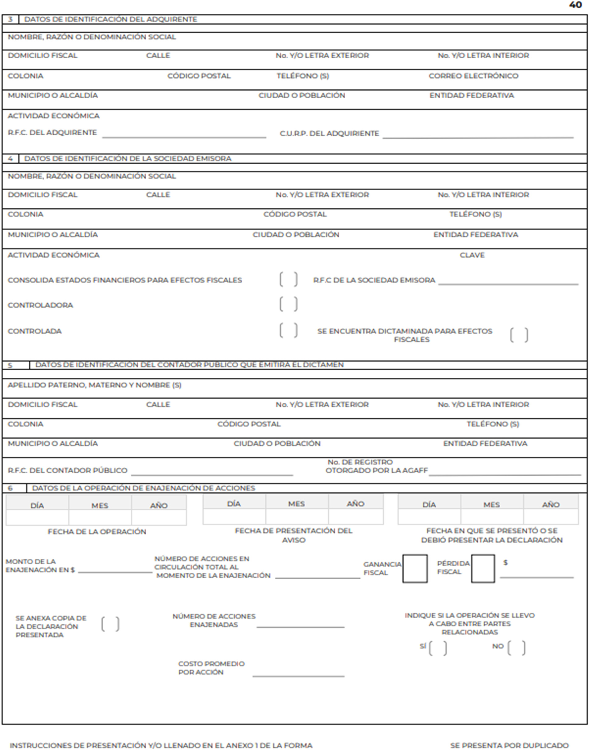 40
3 DATOS DE IDENTIFICACIÓN DEL ADQUIRENTE
NOMBRE, RAZÓN O DENOMINACIÓN SOCIAL
DOMICILIO FISCAL CALLE No. Y/O LETRA EXTERIOR No. Y/O LETRA INTERIOR
COLONIA CÓDIGO POSTAL TELÉFONO (S) CORREO ELECTRÓNICO
MUNICIPIO O ALCALDÍA CIUDAD O POBLACIÓN ENTIDAD FEDERATIVA
ACTIVIDAD ECONÓMICA
R.F.C. DEL ADQUIRENTE C.U.R.P. DEL ADQUIRIENTE
4 DATOS DE IDENTIFICACIÓN DE LA SOCIEDAD EMISORA
NOMBRE, RAZÓN O DENOMINACIÓN SOCIAL
DOMICILIO FISCAL CALLE No. Y/O LETRA EXTERIOR No. Y/O LETRA INTERIOR
COLONIA CÓDIGO POSTAL TELÉFONO (S)
MUNICIPIO O ALCALDÍA CIUDAD O POBLACIÓN ENTIDAD FEDERATIVA
ACTIVIDAD ECONÓMICA CLAVE
CONSOLIDA ESTADOS FINANCIEROS PARA EFECTOS FISCALES ( ) R.F.C DE LA SOCIEDAD EMISORA
CONTROLADORA ( )
CONTROLADA ( ) SE ENCUENTRA DICTAMINADA PARA EFECTOS
FISCALES ( )
5 DATOS DE IDENTIFICACIÓN DEL CONTADOR PÚBLICO QUE EMITIRÁ EL DICTAMEN
APELLIDO PATERNO, MATERNO Y NOMBRE (S)
DOMICILIO FISCAL CALLE No. Y/O LETRA EXTERIOR No. Y/O LETRA INTERIOR
COLONIA CÓDIGO POSTAL TELÉFONO (S)
MUNICIPIO O ALCALDÍA CIUDAD O POBLACIÓN ENTIDAD FEDERATIVA
R.F.C. DEL CONTADOR PÚBLICO
No. DE REGISTRO
OTORGADO POR LA AGAFF
6 DATOS DE LA OPERACIÓN DE ENAJENACIÓN DE ACCIONES
DÍA MES AÑO DÍA MES AÑO DÍA MES AÑO
FECHA DE LA OPERACIÓN
FECHA DE PRESENTACIÓN DEL
AVISO
FECHA EN QUE SE PRESENTÓ O SE
DEBIÓ PRESENTAR LA DECLARACIÓN
MONTO DE LA
ENAJENACIÓN EN $
NÚMERO DE ACCIONES EN
CIRCULACIÓN TOTAL AL
MOMENTO DE LA ENAJENACIÓN
GANANCIA
FISCAL
PÉRDIDA
FISCAL
$
SE ANEXA COPIA DE
LA DECLARACIÓN
PRESENTADA ( )
NÚMERO DE ACCIONES
ENAJENADAS
INDIQUE SI LA OPERACIÓN SE LLEVO
A CABO ENTRE PARTES
RELACIONADAS
SÍ ( ) NO ( )
COSTO PROMEDIO
POR ACCIÓN
INSTRUCCIONES DE PRESENTACIÓN Y/O LLENADO EN EL ANEXO 1 DE LA FORMA SE PRESENTA POR DUPLICADO